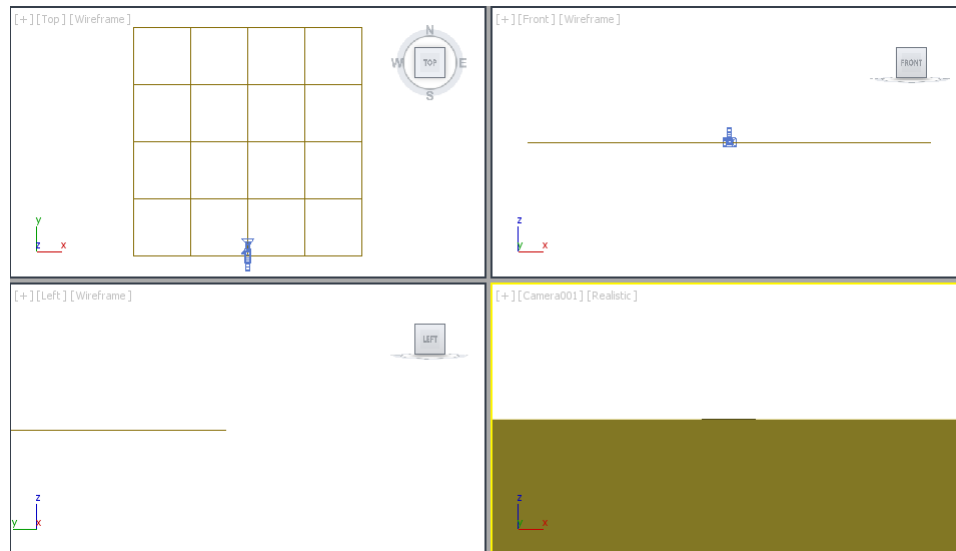 [+] [Top] [Wireframe]
N
W
TOP
E
S
y
z
x
[+] [Front] [Wireframe]
FRONT
z
y
x
[+] [Left] [Wireframe]
LEFT
z
y
x
[+] [Camera001] [Realistic]
z
y
x